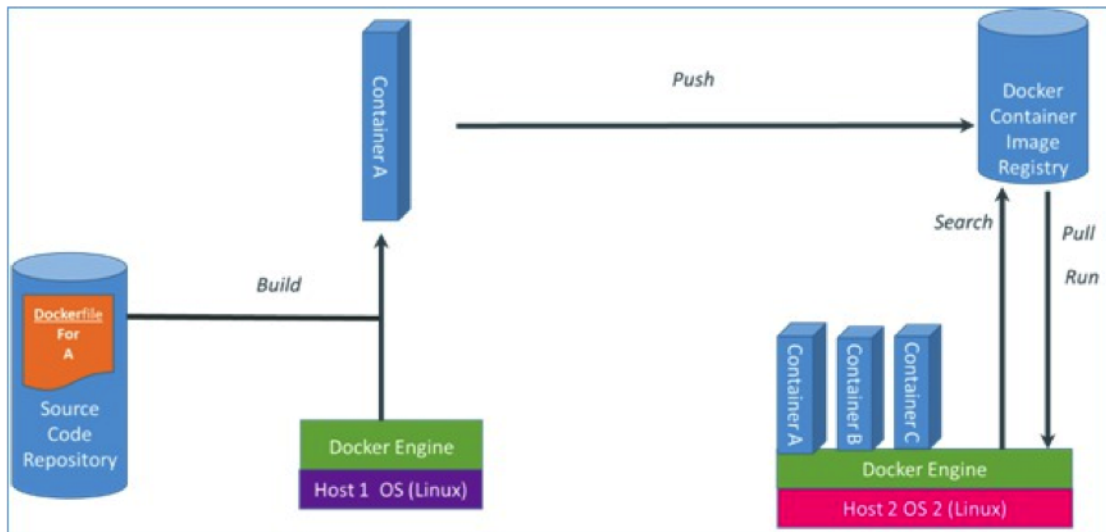 Container A
Push
Docker
Container
Image
Registry
Search
Pull
Run
Build
Dockerfile
For
A
Source
Code
Repository
Docker Engine
Host 1 OS (Linux)
Container A
Container B
Container C
Docker Engine
Host 2 OS 2 (Linux)